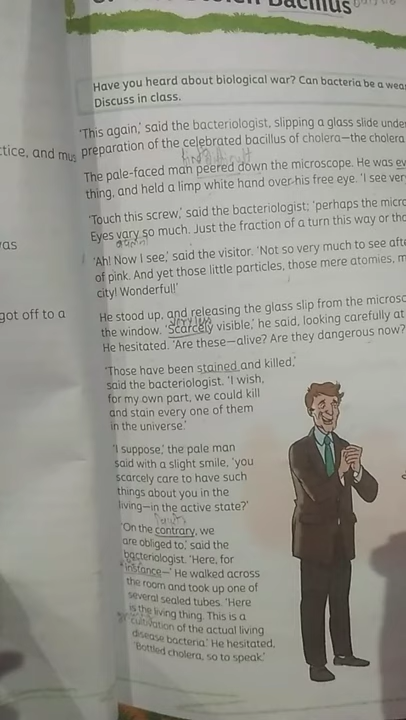 Bacillus
Have you heard about biological war? Can bacteria be a
Discuss in class.
'This again,' said the bacteriologist, slipping a glass slide under
preparation of the celebrated bacillus of cholera—the cholera
The pale-faced man peered down the microscope. He was
thing, and held a limp white hand over his free eye. 'I see
'Touch this screw,' said the bacteriologist; 'perhaps the
Eyes vary so much. Just the fraction of a turn this way or
'Ah! Now I see,' said the visitor. 'Not so very much to see
of pink. And yet those little particles, those mere atomies,
city! Wonderful!'
He stood up, and releasing the glass slip from the
the window. 'Scarcely visible,' he said, looking carefully at
He hesitated. 'Are these—alive? Are they dangerous now?
'Those have been stained and killed,'
said the bacteriologist. 'I wish,
for my own part, we could kill
and stain every one of them
in the universe.'
'I suppose,' the pale man
said with a slight smile, 'you
scarcely care to have such
things about you in the
living—in the active state?'
'On the contrary, we
are obliged to,' said the
bacteriologist. 'Here, for
instance—' He walked across
the room and took up one of
several sealed tubes. 'Here
is the living thing. This is a
cultivation of the actual living
disease bacteria.' He hesitated.
'Bottled cholera, so to speak.'
and
got off to a